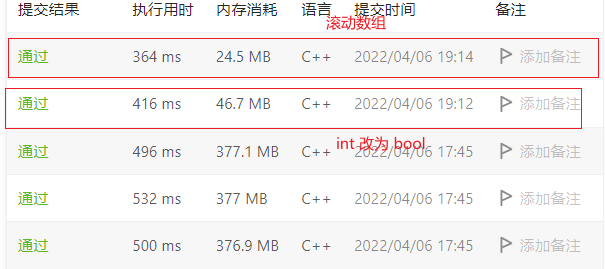 提交结果 执行用时 内存消耗 语言 提交时间 备注
滚动数组
通过 364 ms 24.5 MB C++ 2022/04/06 19:14 添加备注
通过 416 ms 46.7 MB C++ 2022/04/06 19:12 添加备注
int 改为 bool
通过 496 ms 377.1 MB C++ 2022/04/06 17:45 添加备注
通过 532 ms 377 MB C++ 2022/04/06 17:45 添加备注
通过 500 ms 376.9 MB C++ 2022/04/06 17:45 添加备注